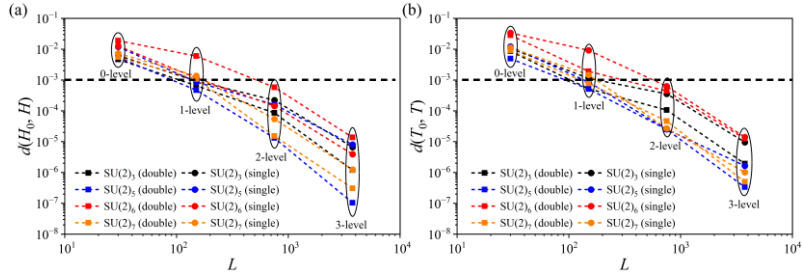 (a)
10⁻¹
10⁻²
10⁻³
10⁻⁴
10⁻⁵
10⁻⁶
10⁻⁷
10⁻⁸
d(H₀, H)
0-level
1-level
2-level
3-level
SU(2)₃ (double) SU(2)₃ (single)
SU(2)₅ (double) SU(2)₅ (single)
SU(2)₆ (double) SU(2)₆ (single)
SU(2)₇ (double) SU(2)₇ (single)
10¹ 10² 10³ 10⁴
L
(b)
10⁻¹
10⁻²
10⁻³
10⁻⁴
10⁻⁵
10⁻⁶
10⁻⁷
10⁻⁸
d(T₀, T)
0-level
1-level
2-level
3-level
SU(2)₃ (double) SU(2)₃ (single)
SU(2)₅ (double) SU(2)₅ (single)
SU(2)₆ (double) SU(2)₆ (single)
SU(2)₇ (double) SU(2)₇ (single)
10¹ 10² 10³ 10⁴
L